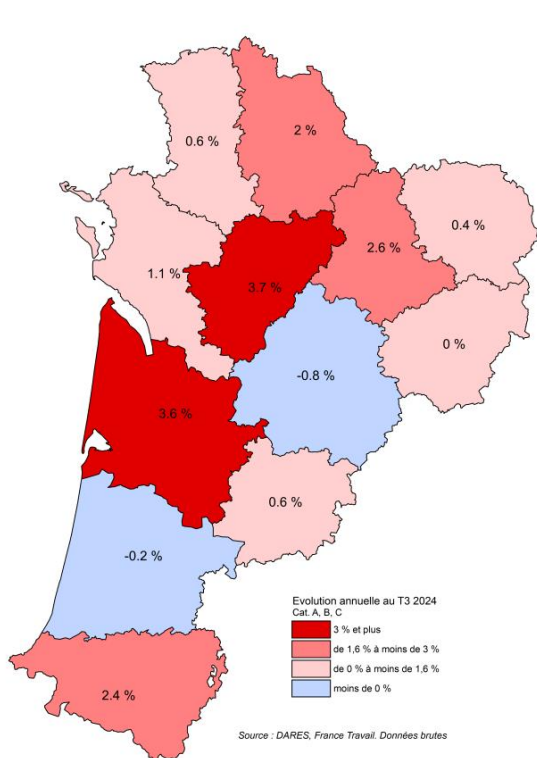 2 %
0.6 %
0.4 %
2.6 %
1.1 %
3.7 %
0 %
-0.8 %
3.6 %
0.6 %
-0.2 %
2.4 %
Evolution annuelle au T3 2024
Cat. A, B, C
3 % et plus
de 1,6 % à moins de 3 %
de 0 % à moins de 1,6 %
moins de 0 %
Source : DARES, France Travail. Données brutes